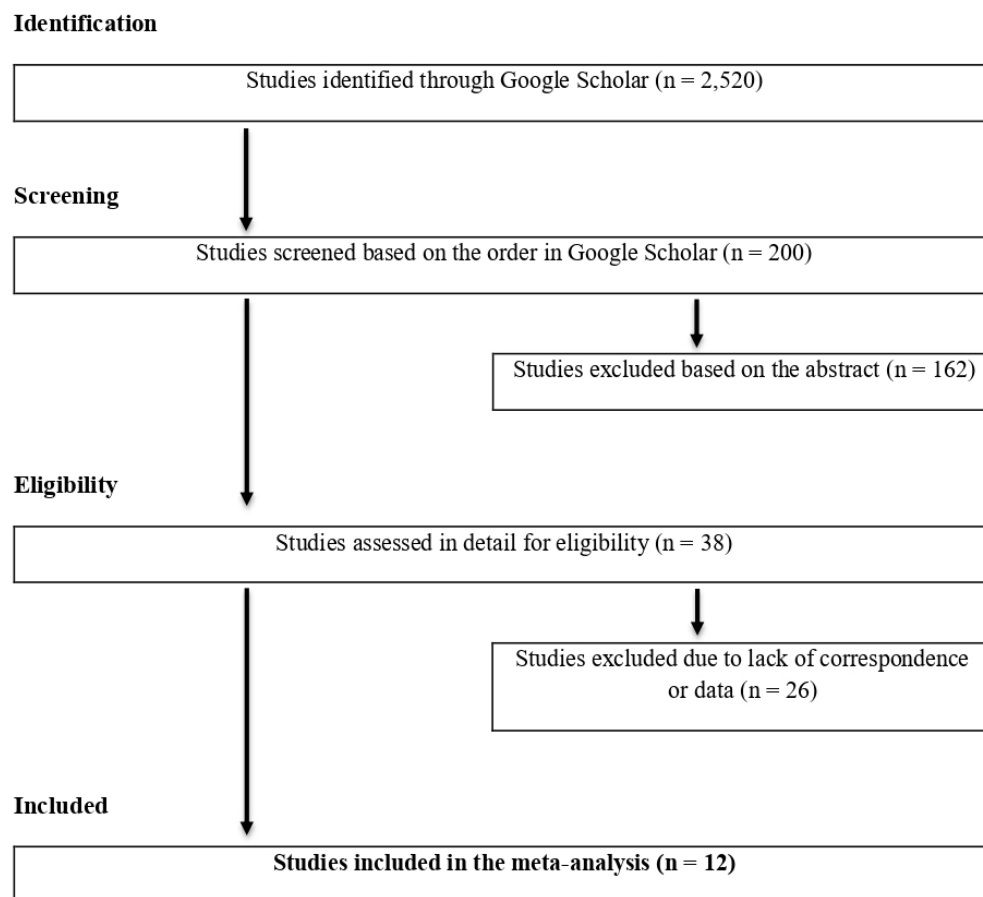 Identification
Studies identified through Google Scholar (n = 2,520)
Screening
Studies screened based on the order in Google Scholar (n = 200)
Studies excluded based on the abstract (n = 162)
Eligibility
Studies assessed in detail for eligibility (n = 38)
Studies excluded due to lack of correspondence
or data (n = 26)
Included
Studies included in the meta-analysis (n = 12)